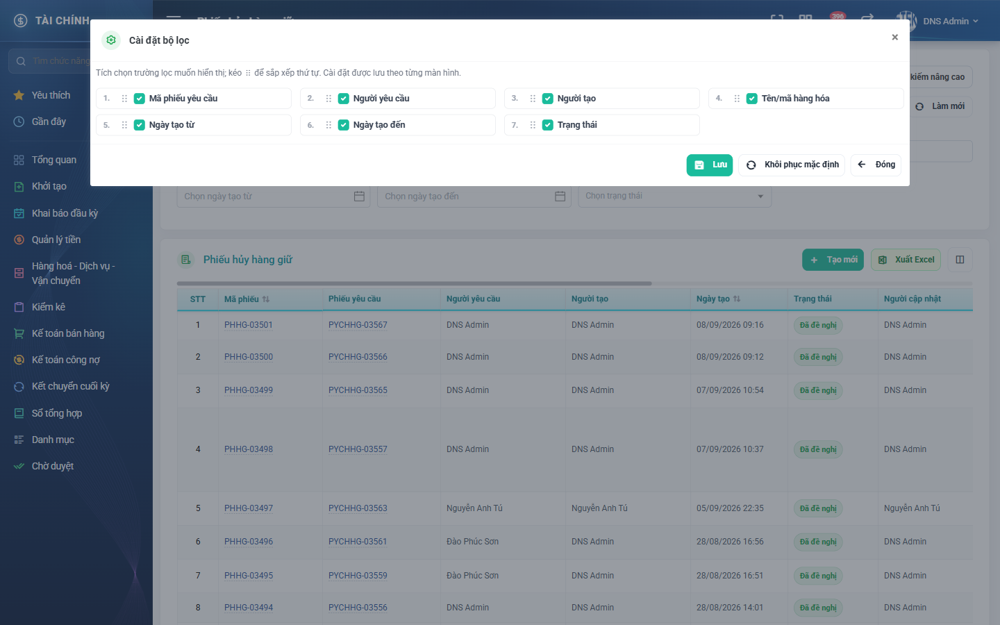 TÀI CHÍNH
396
DNS Admin
Cài đặt bộ lọc
×
Tìm chức năng
Tích chọn trường lọc muốn hiển thị; kéo ⠿ để sắp xếp thứ tự. Cài đặt được lưu theo từng màn hình.
kiếm nâng cao
1. Mã phiếu yêu cầu
2. Người yêu cầu
3. Người tạo
4. Tên/mã hàng hóa
Làm mới
5. Ngày tạo từ
6. Ngày tạo đến
7. Trạng thái
Lưu
Khôi phục mặc định
Đóng
Yêu thích
Gần đây
Tổng quan
Khởi tạo
Khai báo đầu kỳ
Quản lý tiền
Hàng hoá - Dịch vụ -
Vận chuyển
Kiểm kê
Kế toán bán hàng
Kế toán công nợ
Kết chuyển cuối kỳ
Sổ tổng hợp
Danh mục
Chờ duyệt
Chọn ngày tạo từ
Chọn ngày tạo đến
Chọn trạng thái
Phiếu hủy hàng giữ
Tạo mới
Xuất Excel
STT Mã phiếu Phiếu yêu cầu Người yêu cầu Người tạo Ngày tạo Trạng thái Người cập nhật
1 PHHG-03501 PYCHHG-03567 DNS Admin DNS Admin 08/09/2026 09:16 Đã đề nghị DNS Admin
2 PHHG-03500 PYCHHG-03566 DNS Admin DNS Admin 08/09/2026 09:12 Đã đề nghị DNS Admin
3 PHHG-03499 PYCHHG-03565 DNS Admin DNS Admin 07/09/2026 10:54 Đã đề nghị DNS Admin
4 PHHG-03498 PYCHHG-03557 DNS Admin DNS Admin 07/09/2026 10:37 Đã đề nghị DNS Admin
5 PHHG-03497 PYCHHG-03563 Nguyễn Anh Tú Nguyễn Anh Tú 05/09/2026 22:35 Đã đề nghị Nguyễn Anh Tú
6 PHHG-03496 PYCHHG-03561 Đào Phúc Sơn DNS Admin 28/08/2026 16:56 Đã đề nghị DNS Admin
7 PHHG-03495 PYCHHG-03559 Đào Phúc Sơn DNS Admin 28/08/2026 16:51 Đã đề nghị DNS Admin
8 PHHG-03494 PYCHHG-03556 DNS Admin DNS Admin 28/08/2026 14:01 Đã đề nghị DNS Admin